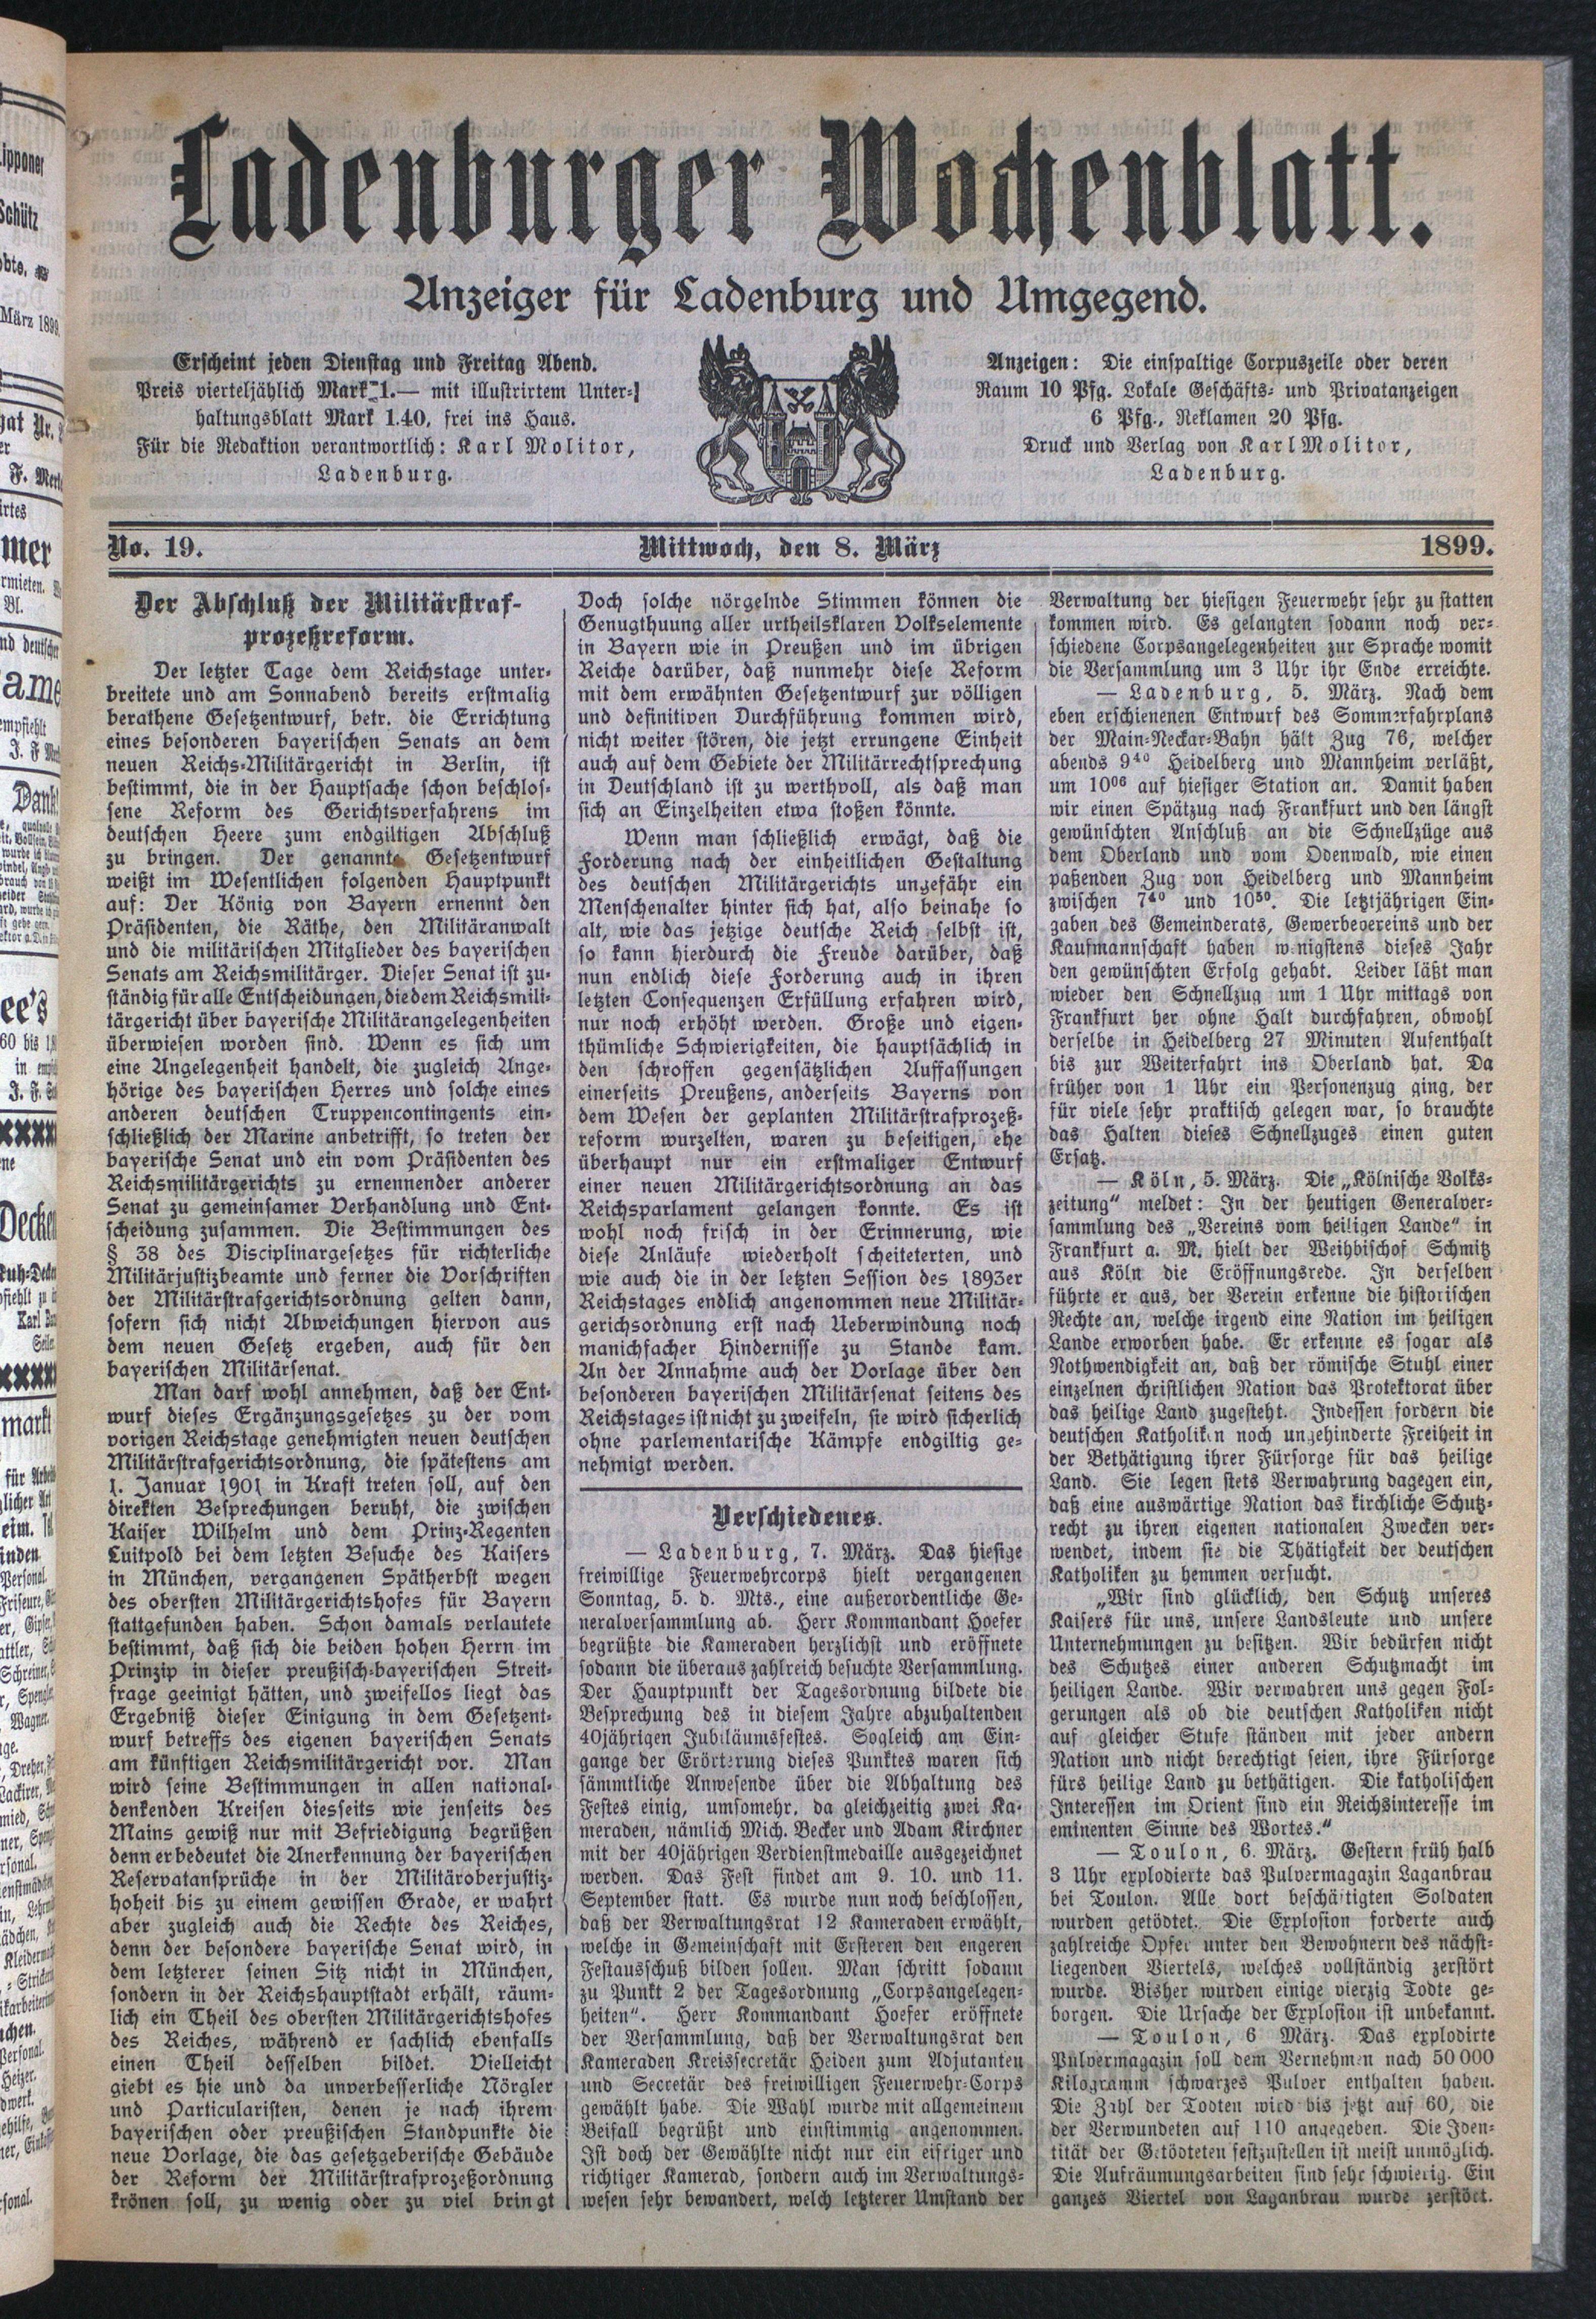 Ladenburger Wochenblatt.
Anzeiger für Ladenburg und Umgegend.
Erscheint jeden Dienstag und Freitag Abend.
Preis vierteljählich Mark 1.— mit illustrirtem Unter-
haltungsblatt Mark 1.40, frei ins Haus.
Für die Redaktion verantwortlich: Karl Molitor,
Ladenburg.
Anzeigen: Die einspaltige Corpuszeile oder deren
Raum 10 Pfg. Lokale Geschäfts- und Privatanzeigen
6 Pfg., Reklamen 20 Pfg.
Druck und Verlag von Karl Molitor,
Ladenburg.
No. 19.
Mittwoch, den 8. März
1899.
Der Abschluß der Militärstraf-
prozeßreform.
Der letzter Tage dem Reichstage unter-
breitete und am Sonnabend bereits erstmalig
berathene Gesetzentwurf, betr. die Errichtung
eines besonderen bayerischen Senats an dem
neuen Reichs-Militärgericht in Berlin, ist
bestimmt, die in der Hauptsache schon beschlos-
sene Reform des Gerichtsverfahrens im
deutschen Heere zum endgiltigen Abschluß
zu bringen. Der genannte Gesetzentwurf
weißt im Wesentlichen folgenden Hauptpunkt
auf: Der König von Bayern ernennt den
Präsidenten, die Räthe, den Militäranwalt
und die militärischen Mitglieder des bayerischen
Senats am Reichsmilitärger. Dieser Senat ist zu-
ständig für alle Entscheidungen, die dem Reichsmili-
tärgericht über bayerische Militärangelegenheiten
überwiesen worden sind. Wenn es sich um
eine Angelegenheit handelt, die zugleich Ange-
hörige des bayerischen Herres und solche eines
anderen deutschen Truppencontingents ein-
schließlich der Marine anbetrifft, so treten der
bayerische Senat und ein vom Präsidenten des
Reichsmilitärgerichts zu ernennender anderer
Senat zu gemeinsamer Verhandlung und Ent-
scheidung zusammen. Die Bestimmungen des
§ 38 des Disciplinargesetzes für richterliche
Militärjustizbeamte und ferner die Vorschriften
der Militärstrafgerichtsordnung gelten dann,
sofern sich nicht Abweichungen hiervon aus
dem neuen Gesetz ergeben, auch für den
bayerischen Militärsenat.
Man darf wohl annehmen, daß der Ent-
wurf dieses Ergänzungsgesetzes zu der vom
vorigen Reichstage genehmigten neuen deutschen
Militärstrafgerichtsordnung, die spätestens am
1. Januar 1901 in Kraft treten soll, auf den
direkten Besprechungen beruht, die zwischen
Kaiser Wilhelm und dem Prinz-Regenten
Luitpold bei dem letzten Besuche des Kaisers
in München, vergangenen Spätherbst wegen
des obersten Militärgerichtshofes für Bayern
stattgefunden haben. Schon damals verlautete
bestimmt, daß sich die beiden hohen Herrn im
Prinzip in dieser preußisch-bayerischen Streit-
frage geeinigt hätten, und zweifellos liegt das
Ergebniß dieser Einigung in dem Gesetzent-
wurf betreffs des eigenen bayerischen Senats
am künftigen Reichsmilitärgericht vor. Man
wird seine Bestimmungen in allen national-
denkenden Kreisen diesseits wie jenseits des
Mains gewiß nur mit Befriedigung begrüßen
denn er bedeutet die Anerkennung der bayerischen
Reservatansprüche in der Militäroberjustiz-
hoheit bis zu einem gewissen Grade, er wahrt
aber zugleich auch die Rechte des Reiches,
denn der besondere bayerische Senat wird, in
dem letzterer seinen Sitz nicht in München,
sondern in der Reichshauptstadt erhält, räum-
lich ein Theil des obersten Militärgerichtshofes
des Reiches, während er sachlich ebenfalls
einen Theil desselben bildet. Vielleicht
giebt es hie und da unverbesserliche Nörgler
und Particularisten, denen je nach ihrem
bayerischen oder preußischen Standpunkte die
neue Vorlage, die das gesetzgeberische Gebäude
der Reform der Militärstrafprozeßordnung
krönen soll, zu wenig oder zu viel bringt
Doch solche nörgelnde Stimmen können die
Genugthuung aller urtheilsklaren Volkselemente
in Bayern wie in Preußen und im übrigen
Reiche darüber, daß nunmehr diese Reform
mit dem erwähnten Gesetzentwurf zur völligen
und definitiven Durchführung kommen wird,
nicht weiter stören, die jetzt errungene Einheit
auch auf dem Gebiete der Militärrechtsprechung
in Deutschland ist zu werthvoll, als daß man
sich an Einzelheiten etwa stoßen könnte.
Wenn man schließlich erwägt, daß die
Forderung nach der einheitlichen Gestaltung
des deutschen Militärgerichts ungefähr ein
Menschenalter hinter sich hat, also beinahe so
alt, wie das jetzige deutsche Reich selbst ist,
so kann hierdurch die Freude darüber, daß
nun endlich diese Forderung auch in ihren
letzten Consequenzen Erfüllung erfahren wird,
nur noch erhöht werden. Große und eigen-
thümliche Schwierigkeiten, die hauptsächlich in
den schroffen gegensätzlichen Auffassungen
einerseits Preußens, anderseits Bayerns von
dem Wesen der geplanten Militärstrafprozeß-
reform wurzelten, waren zu beseitigen, ehe
überhaupt nur ein erstmaliger Entwurf
einer neuen Militärgerichtsordnung an das
Reichsparlament gelangen konnte. Es ist
wohl noch frisch in der Erinnerung, wie
diese Anläufe wiederholt scheiteterten, und
wie auch die in der letzten Session des 1893er
Reichstages endlich angenommen neue Militär-
gerichsordnung erst nach Ueberwindung noch
manichfacher Hindernisse zu Stande kam.
An der Annahme auch der Vorlage über den
besonderen bayerischen Militärsenat seitens des
Reichstages ist nicht zu zweifeln, sie wird sicherlich
ohne parlementarische Kämpfe endgiltig ge-
nehmigt werden.
Verschiedenes.
— Ladenburg, 7. März. Das hiesige
freiwillige Feuerwehrcorps hielt vergangenen
Sonntag, 5. d. Mts., eine außerordentliche Ge-
neralversammlung ab. Herr Kommandant Hoefer
begrüßte die Kameraden herzlichst und eröffnete
sodann die überaus zahlreich besuchte Versammlung.
Der Hauptpunkt der Tagesordnung bildete die
Besprechung des in diesem Jahre abzuhaltenden
40jährigen Jubiläumsfestes. Sogleich am Ein-
gange der Erörterung dieses Punktes waren sich
sämmtliche Anwesende über die Abhaltung des
Festes einig, umsomehr, da gleichzeitig zwei Ka-
meraden, nämlich Mich. Becker und Adam Kirchner
mit der 40jährigen Verdienstmedaille ausgezeichnet
werden. Das Fest findet am 9. 10. und 11.
September statt. Es wurde nun noch beschlossen,
daß der Verwaltungsrat 12 Kameraden erwählt,
welche in Gemeinschaft mit Ersteren den engeren
Festausschuß bilden sollen. Man schritt sodann
zu Punkt 2 der Tagesordnung „Corpsangelegen-
heiten“. Herr Kommandant Hoefer eröffnete
der Versammlung, daß der Verwaltungsrat den
Kameraden Kreissecretär Heiden zum Adjutanten
und Secretär des freiwilligen Feuerwehr-Corps
gewählt habe. Die Wahl wurde mit allgemeinem
Beifall begrüßt und einstimmig angenommen.
Ist doch der Gewählte nicht nur ein eifriger und
richtiger Kamerad, sondern auch im Verwaltungs-
wesen sehr bewandert, welch letzterer Umstand der
Verwaltung der hiesigen Feuerwehr sehr zu statten
kommen wird. Es gelangten sodann noch ver-
schiedene Corpsangelegenheiten zur Sprache womit
die Versammlung um 3 Uhr ihr Ende erreichte.
— Ladenburg, 5. März. Nach dem
eben erschienenen Entwurf des Sommerfahrplans
der Main-Neckar-Bahn hält Zug 76, welcher
abends 9⁴⁰ Heidelberg und Mannheim verläßt,
um 10⁰⁶ auf hiesiger Station an. Damit haben
wir einen Spätzug nach Frankfurt und den längst
gewünschten Anschluß an die Schnellzüge aus
dem Oberland und vom Odenwald, wie einen
paßenden Zug von Heidelberg und Mannheim
zwischen 7⁴⁰ und 10⁵⁰. Die letztjährigen Ein-
gaben des Gemeinderats, Gewerbevereins und der
Kaufmannschaft haben w.nigstens dieses Jahr
den gewünschten Erfolg gehabt. Leider läßt man
wieder den Schnellzug um 1 Uhr mittags von
Frankfurt her ohne Halt durchfahren, obwohl
derselbe in Heidelberg 27 Minuten Aufenthalt
bis zur Weiterfahrt ins Oberland hat. Da
früher von 1 Uhr ein Personenzug ging, der
für viele sehr praktisch gelegen war, so brauchte
das Halten dieses Schnellzuges einen guten
Ersatz.
— Köln, 5. März. Die „Kölnische Volks-
zeitung“ meldet: In der heutigen Generalver-
sammlung des „Vereins vom heiligen Lande“ in
Frankfurt a. M. hielt der Weihbischof Schmitz
aus Köln die Eröffnungsrede. In derselben
führte er aus, der Verein erkenne die historischen
Rechte an, welche irgend eine Nation im heiligen
Lande erworben habe. Er erkenne es sogar als
Nothwendigkeit an, daß der römische Stuhl einer
einzelnen christlichen Nation das Protektorat über
das heilige Land zugesteht. Indessen fordern die
deutschen Katholiken noch ungehinderte Freiheit in
der Bethätigung ihrer Fürsorge für das heilige
Land. Sie legen stets Verwahrung dagegen ein,
daß eine auswärtige Nation das kirchliche Schutz-
recht zu ihren eigenen nationalen Zwecken ver-
wendet, indem sie die Thätigkeit der deutschen
Katholiken zu hemmen versucht.
„Wir sind glücklich, den Schutz unseres
Kaisers für uns, unsere Landsleute und unsere
Unternehmungen zu besitzen. Wir bedürfen nicht
des Schutzes einer anderen Schutzmacht im
heiligen Lande. Wir verwahren uns gegen Fol-
gerungen als ob die deutschen Katholiken nicht
auf gleicher Stufe ständen mit jeder andern
Nation und nicht berechtigt seien, ihre Fürsorge
fürs heilige Land zu bethätigen. Die katholischen
Interessen im Orient sind ein Reichsinteresse im
eminenten Sinne des Wortes.“
— Toulon, 6. März. Gestern früh halb
3 Uhr explodierte das Pulvermagazin Laganbrau
bei Toulon. Alle dort beschäftigten Soldaten
wurden getödtet. Die Explosion forderte auch
zahlreiche Opfer unter den Bewohnern des nächst-
liegenden Viertels, welches vollständig zerstört
wurde. Bisher wurden einige vierzig Todte ge-
borgen. Die Ursache der Explosion ist unbekannt.
— Toulon, 6 März. Das explodirte
Pulvermagazin soll dem Vernehmen nach 50 000
Kilogramm schwarzes Pulver enthalten haben.
Die Zahl der Todten wird bis jetzt auf 60, die
der Verwundeten auf 110 angegeben. Die Iden-
tität der Getödteten festzustellen ist meist unmöglich.
Die Aufräumungsarbeiten sind sehr schwierig. Ein
ganzes Viertel von Laganbrau wurde zerstört.